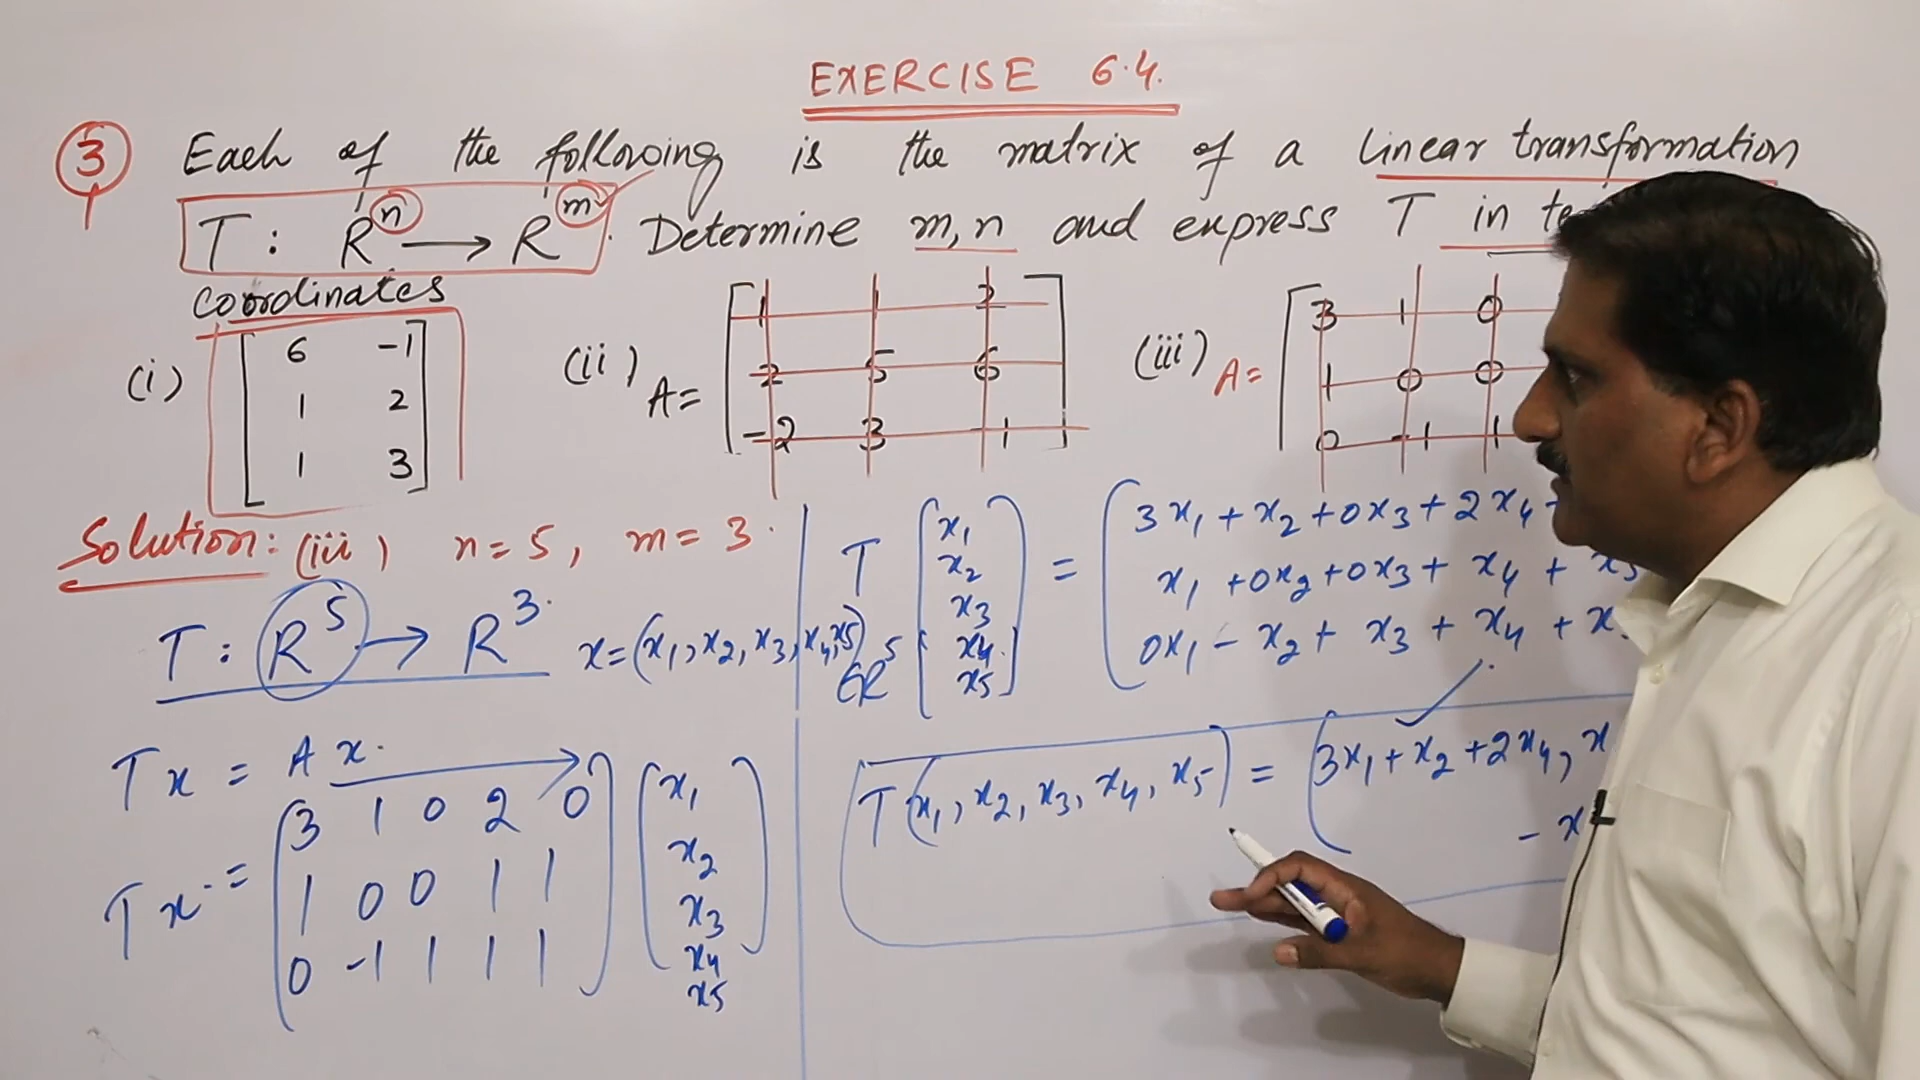 EXERCISE 6.4.
3 Each of the following is the matrix of a linear transformation
T : Rⁿ → Rᵐ. Determine m, n and express T in
coordinates
(i) [6 -1
1 2
1 3]
(ii) A = [1 1 2
2 5 6
-2 3 -1]
(iii) A = [3 1 0
1 0 0
0 -1 1
Solution: (iii) n = 5, m = 3.
T : R⁵ → R³. x = (x₁, x₂, x₃, x₄, x₅) ∈ R⁵
Tx = Ax.
Tx = (3 1 0 2 0
1 0 0 1 1
0 -1 1 1 1) (x₁
x₂
x₃
x₄
x₅)
T [x₁
x₂
x₃
x₄
x₅] = (3x₁ + x₂ + 0x₃ + 2x₄ +
x₁ + 0x₂ + 0x₃ + x₄ + x₅
0x₁ - x₂ + x₃ + x₄ + x
T(x₁, x₂, x₃, x₄, x₅) = (3x₁ + x₂ + 2x₄, x
- x